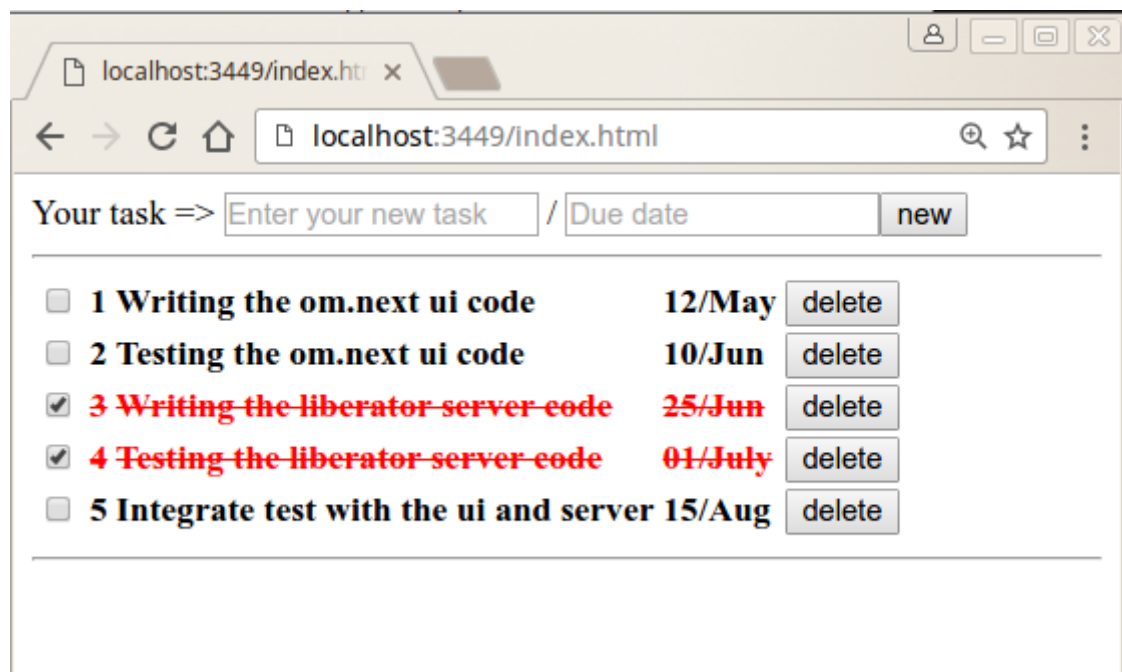 localhost:3449/index.ht
localhost:3449/index.html
Your task => Enter your new task / Due date new
1 Writing the om.next ui code 12/May delete
2 Testing the om.next ui code 10/Jun delete
3 Writing the liberator server code 25/Jun delete
4 Testing the liberator server code 01/July delete
5 Integrate test with the ui and server 15/Aug delete